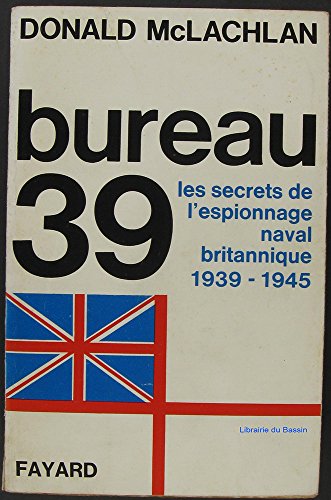 DONALD McLACHLAN
bureau
39
les secrets de
l'espionnage
naval
britannique
1939 - 1945
Librairie du Bassin
FAYARD